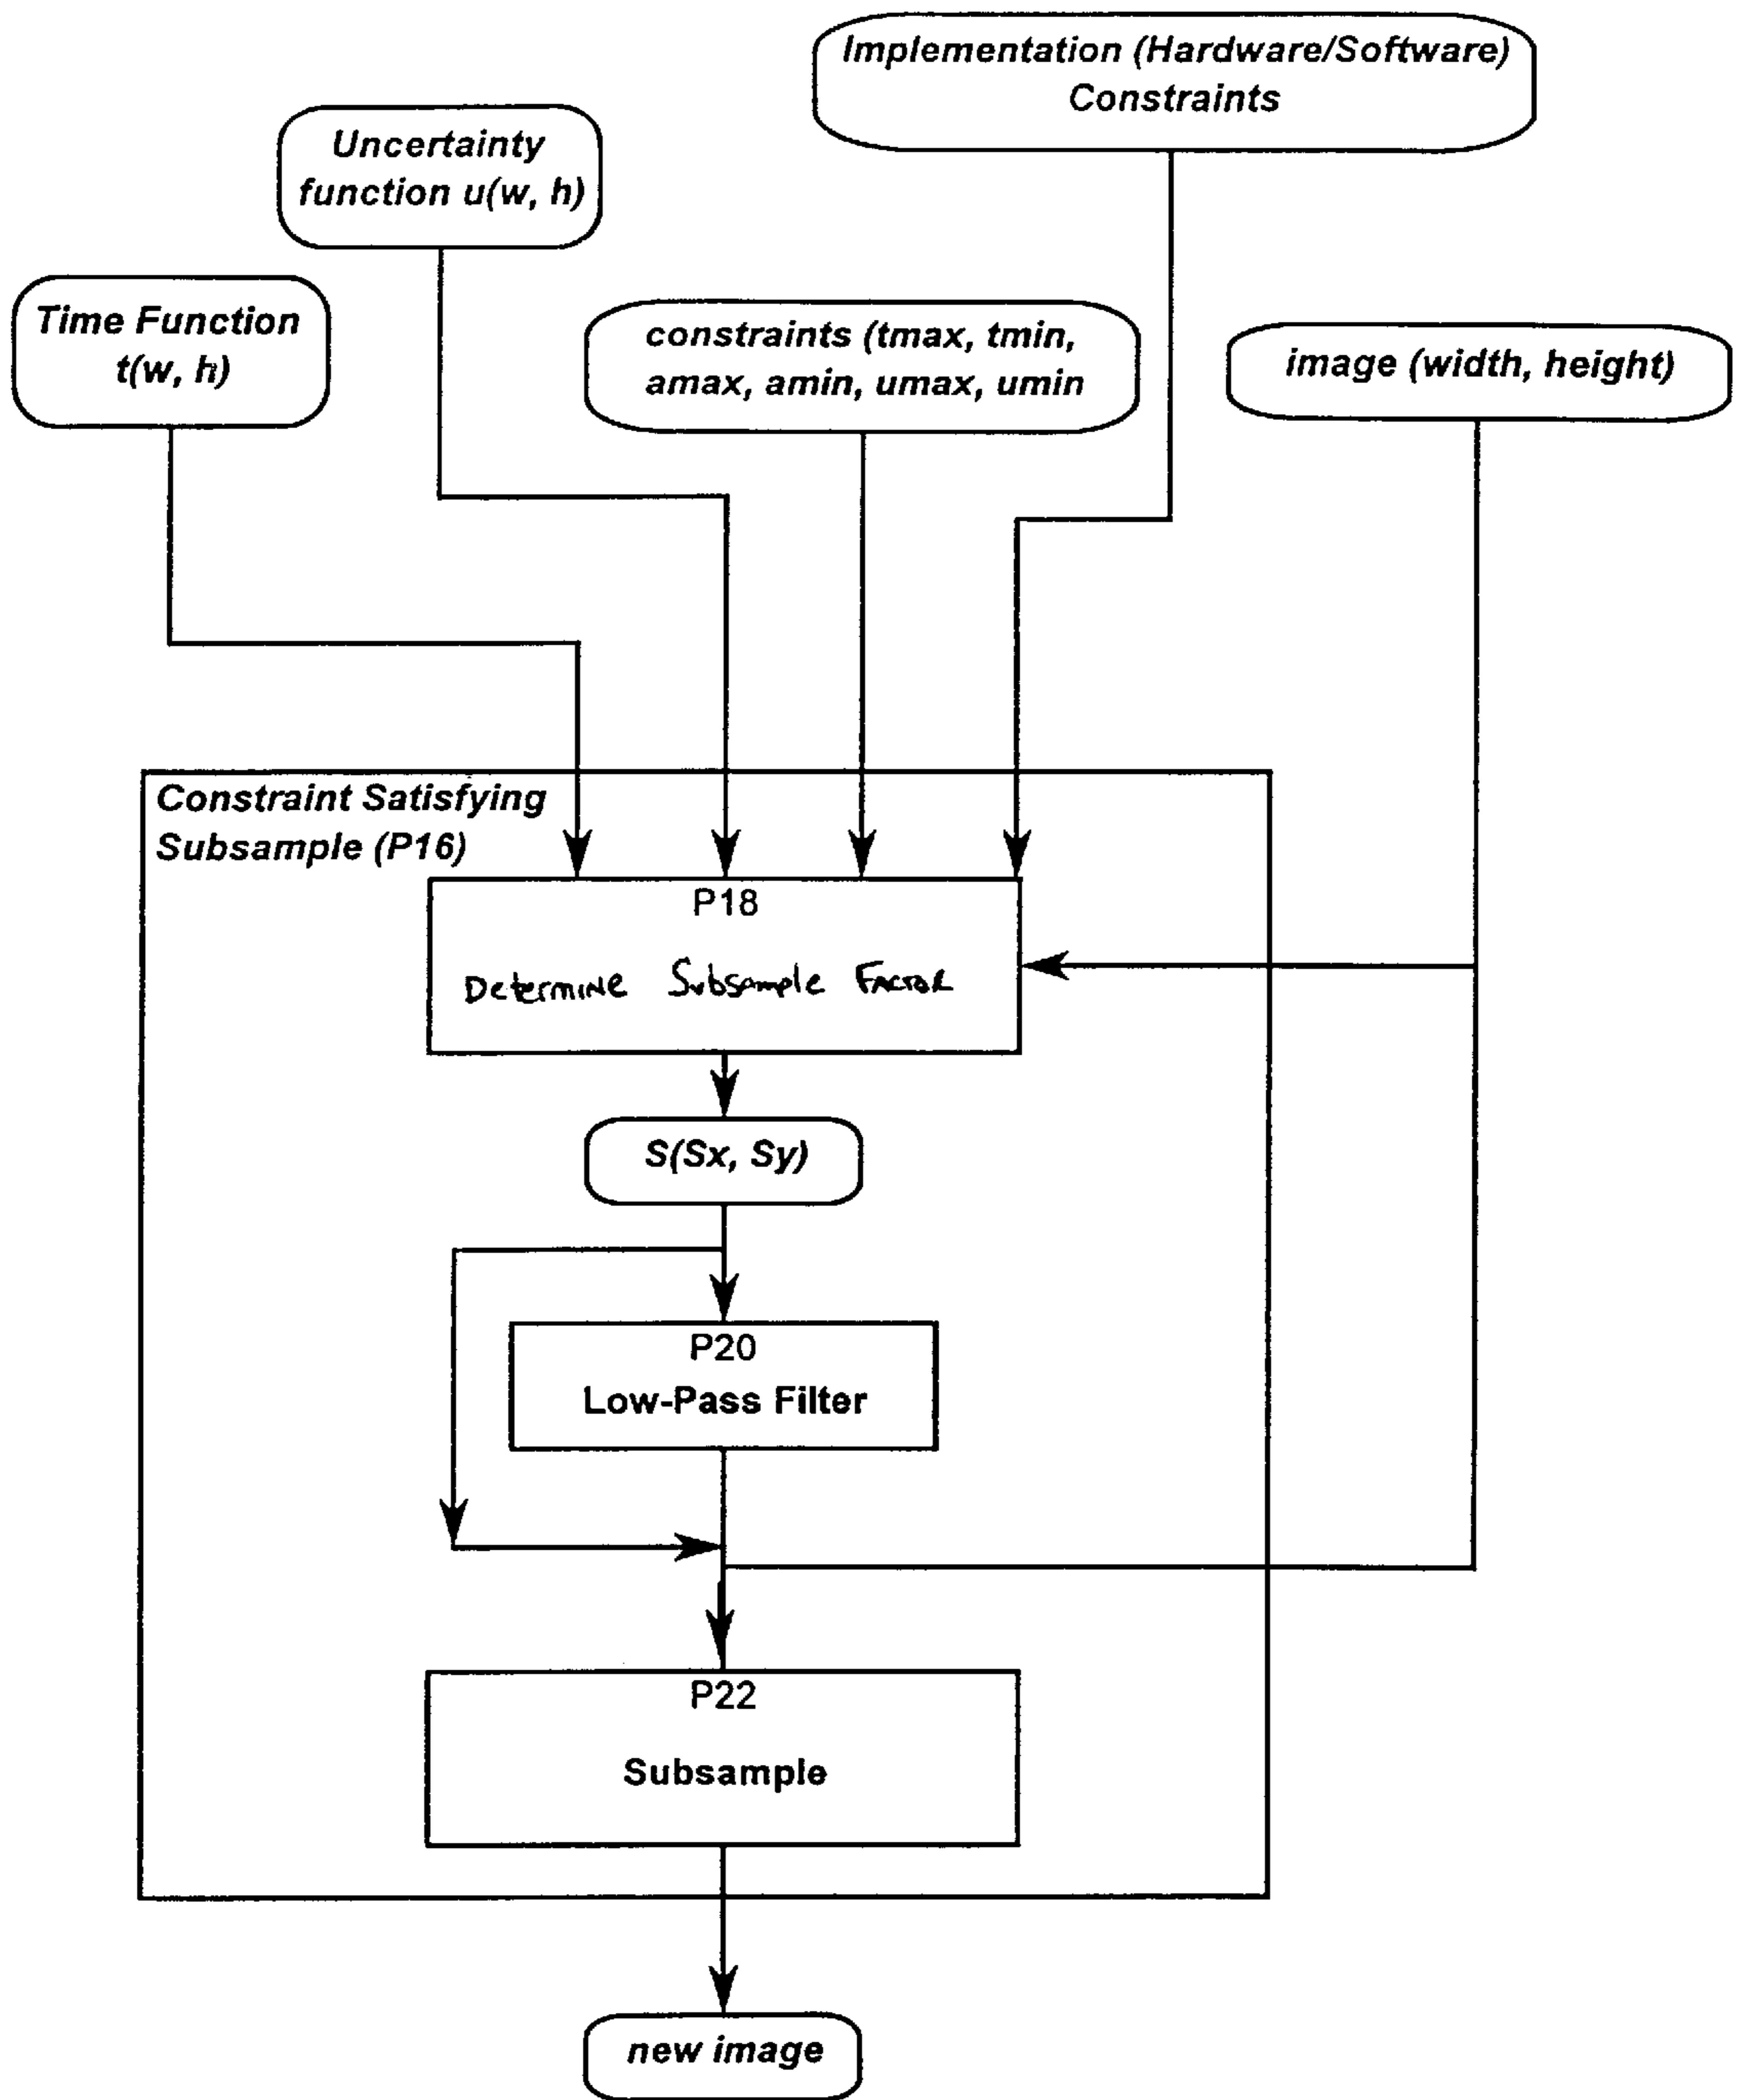 Implementation (Hardware/Software)
Constraints
Uncertainty
function u(w, h)
Time Function
t(w, h)
constraints (tmax, tmin,
amax, amin, umax, umin
image (width, height)
Constraint Satisfying
Subsample (P16)
P18
Determine Subsample Factor
S(Sx, Sy)
P20
Low-Pass Filter
P22
Subsample
new image